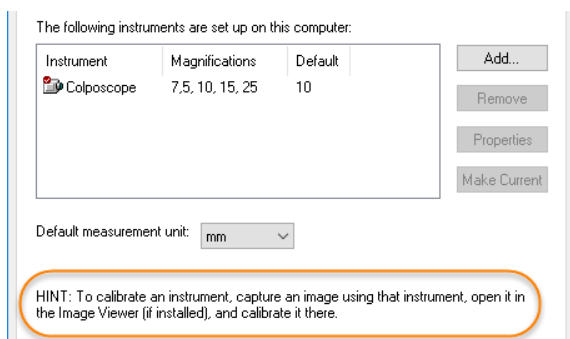 The following instruments are set up on this computer:
Instrument Magnifications Default
Colposcope 7,5, 10, 15, 25 10
Add...
Remove
Properties
Make Current
Default measurement unit: mm
HINT: To calibrate an instrument, capture an image using that instrument, open it in
the Image Viewer (if installed), and calibrate it there.